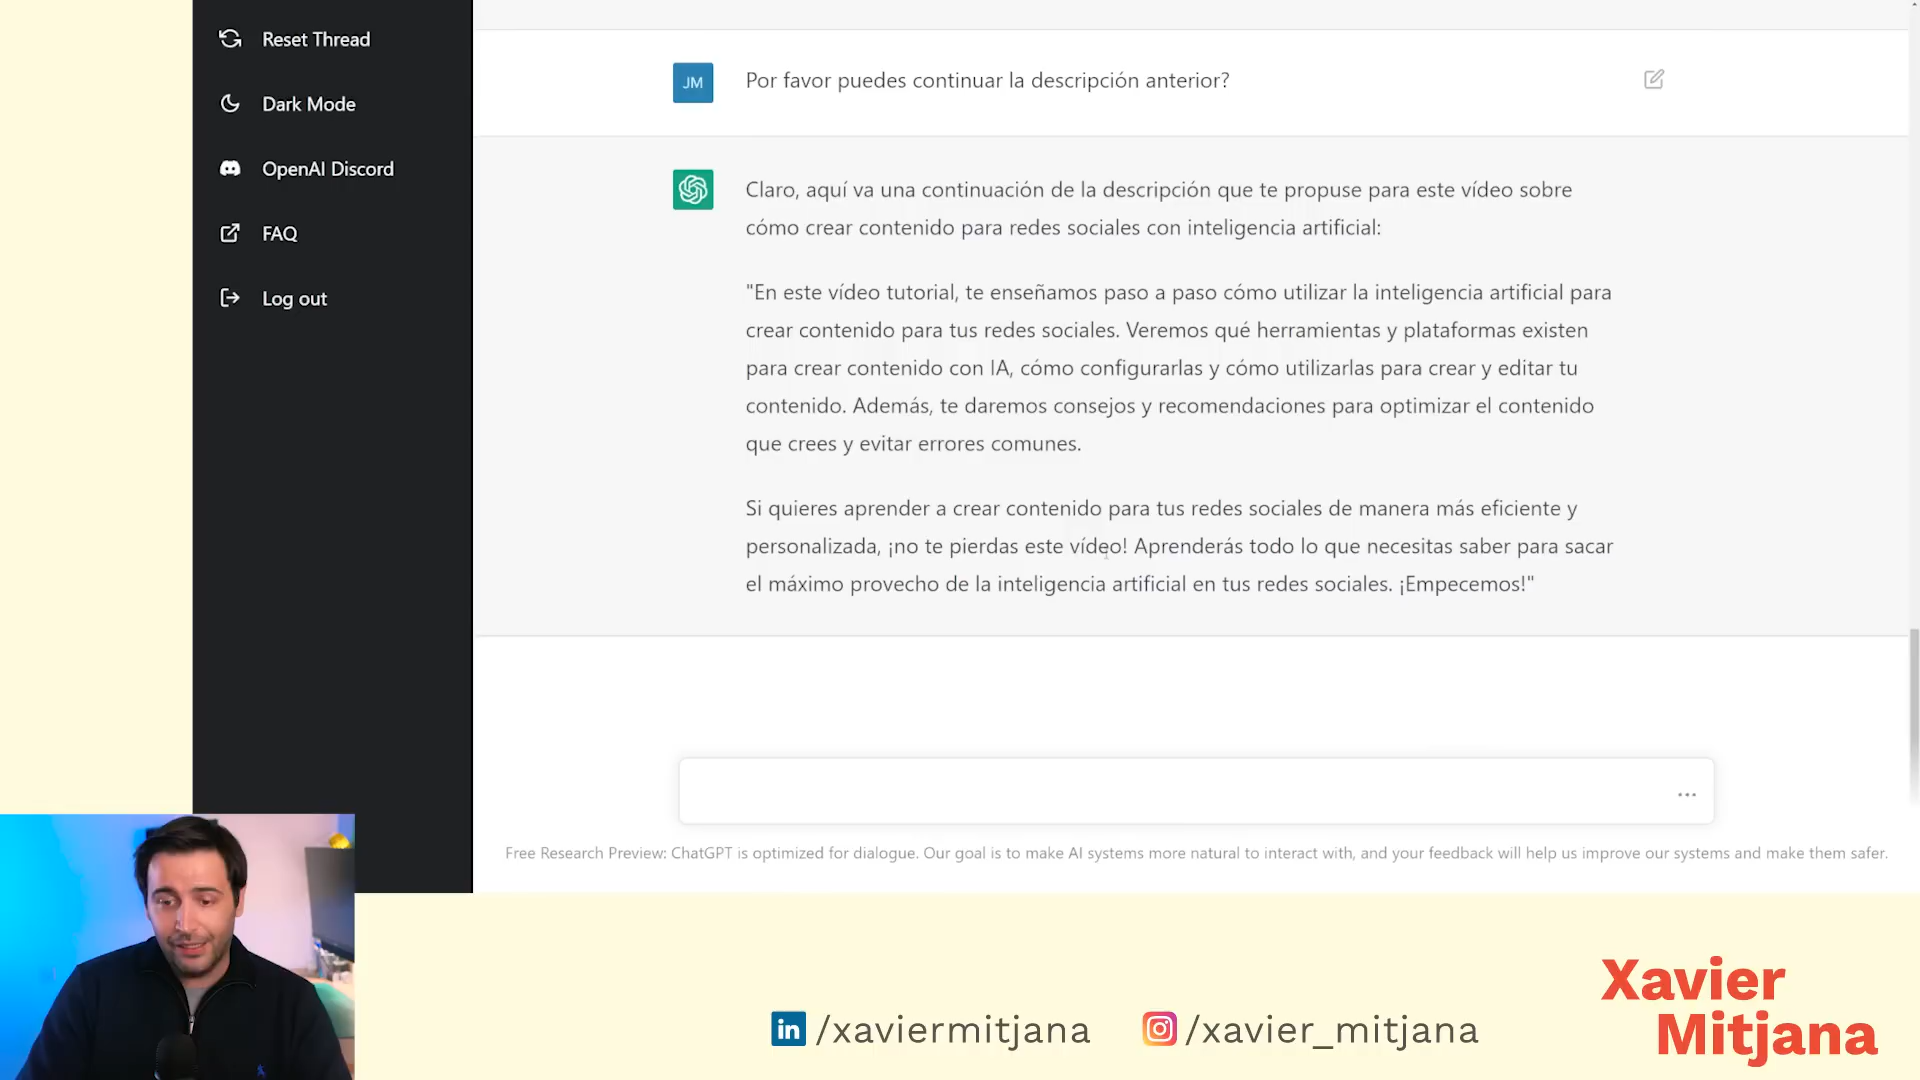 Reset Thread
Dark Mode
OpenAI Discord
FAQ
Log out
JM
Por favor puedes continuar la descripción anterior?
Claro, aquí va una continuación de la descripción que te propuse para este vídeo sobre
cómo crear contenido para redes sociales con inteligencia artificial:
"En este vídeo tutorial, te enseñamos paso a paso cómo utilizar la inteligencia artificial para
crear contenido para tus redes sociales. Veremos qué herramientas y plataformas existen
para crear contenido con IA, cómo configurarlas y cómo utilizarlas para crear y editar tu
contenido. Además, te daremos consejos y recomendaciones para optimizar el contenido
que crees y evitar errores comunes.
Si quieres aprender a crear contenido para tus redes sociales de manera más eficiente y
personalizada, ¡no te pierdas este vídeo! Aprenderás todo lo que necesitas saber para sacar
el máximo provecho de la inteligencia artificial en tus redes sociales. ¡Empecemos!"
...
Free Research Preview: ChatGPT is optimized for dialogue. Our goal is to make AI systems more natural to interact with, and your feedback will help us improve our systems and make them safer.
in /xaviermitjana
/xavier_mitjana
Xavier
Mitjana